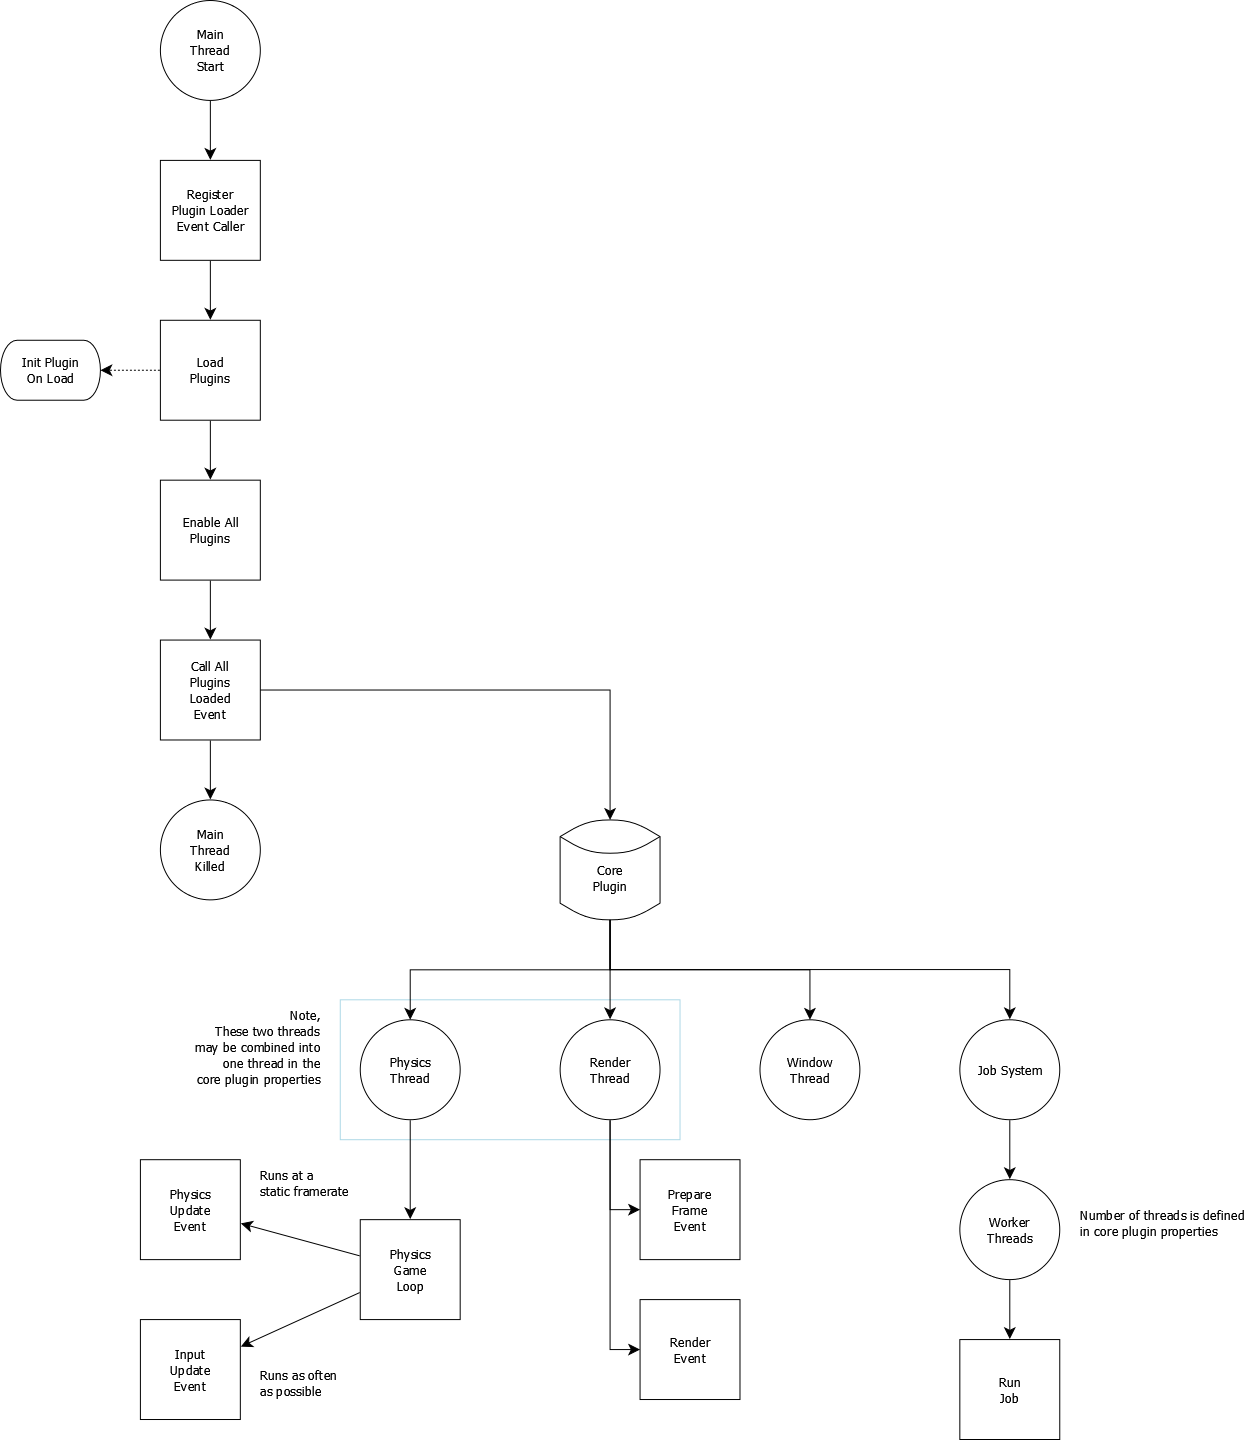 Main
Thread
Start
Register
Plugin Loader
Event Caller
Init Plugin
On Load
Load
Plugins
Enable All
Plugins
Call All
Plugins
Loaded
Event
Main
Thread
Killed
Core
Plugin
Note,
These two threads
may be combined into
one thread in the
core plugin properties
Physics
Thread
Render
Thread
Window
Thread
Job System
Physics
Update
Event
Runs at a
static framerate
Physics
Game
Loop
Prepare
Frame
Event
Worker
Threads
Number of threads is defined
in core plugin properties
Input
Update
Event
Runs as often
as possible
Render
Event
Run
Job